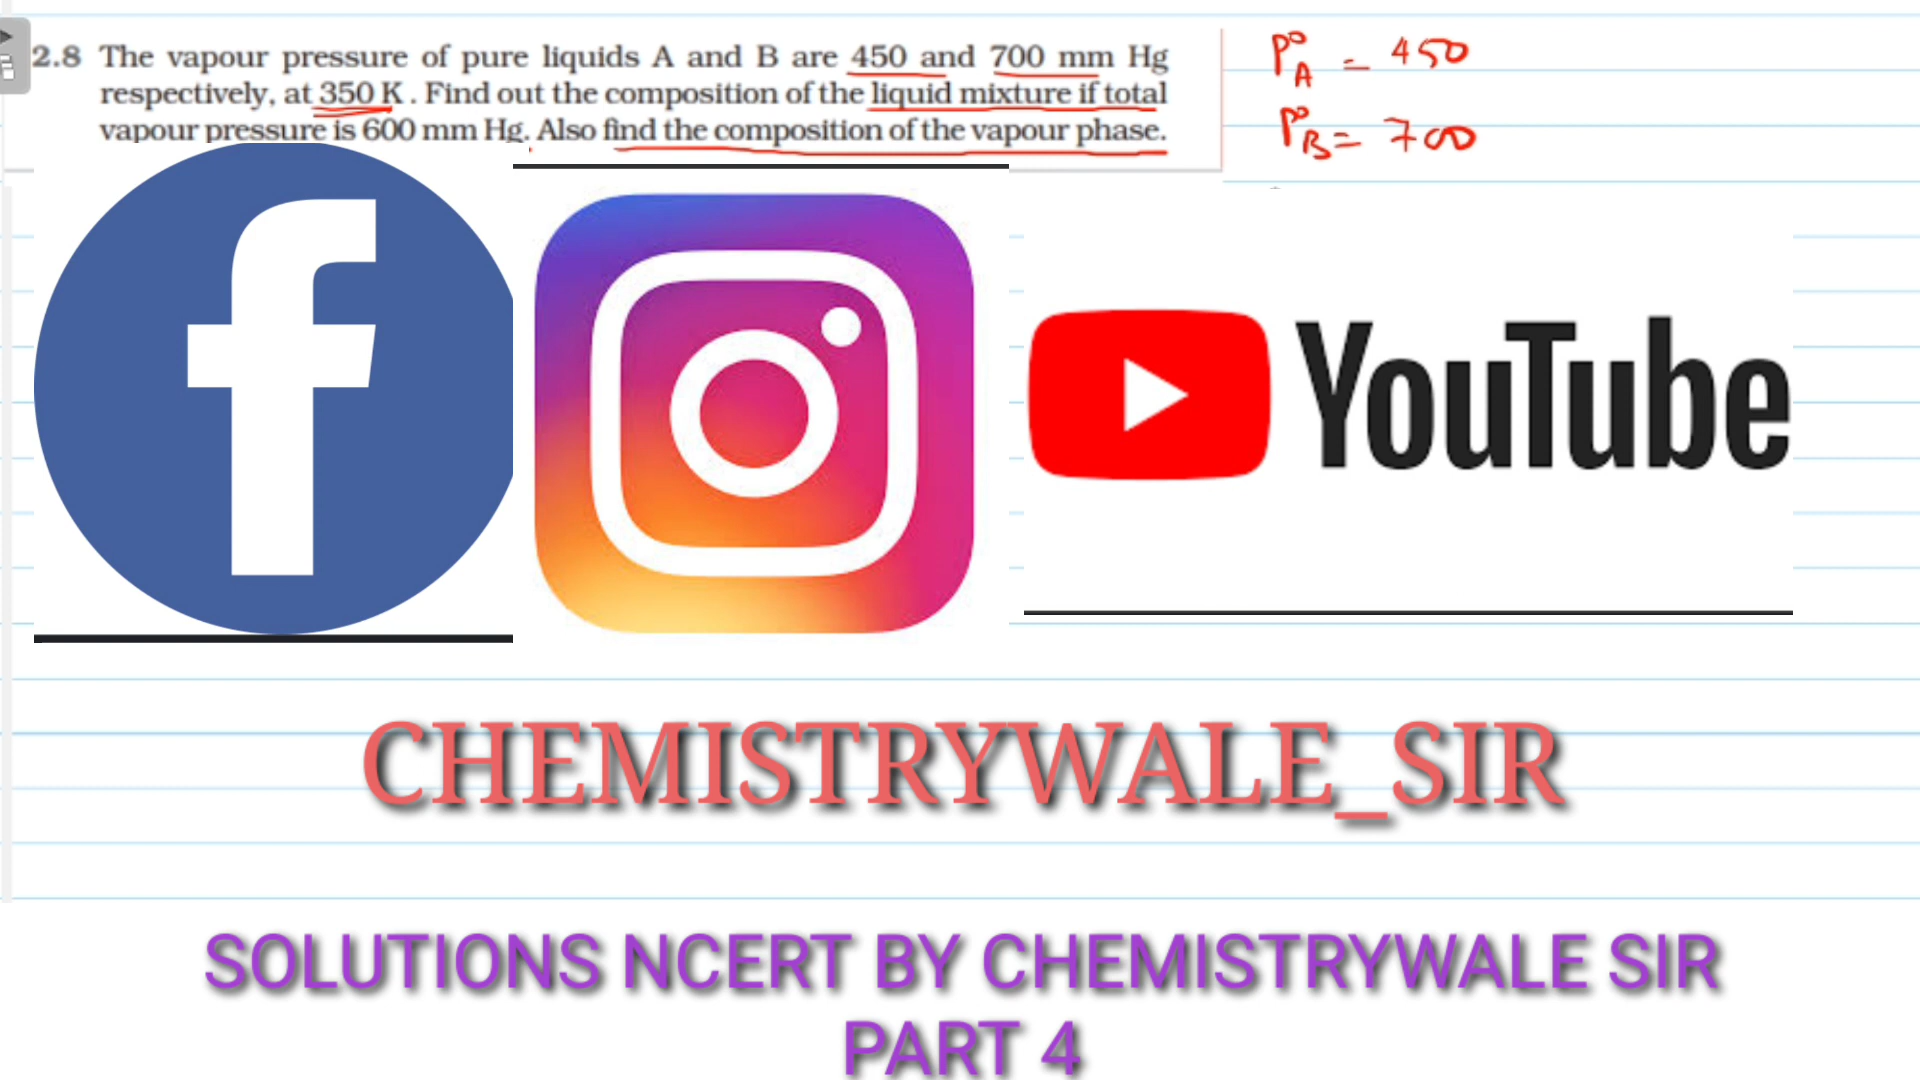 2.8 The vapour pressure of pure liquids A and B are 450 and 700 mm Hg
respectively, at 350 K . Find out the composition of the liquid mixture if total
vapour pressure is 600 mm Hg. Also find the composition of the vapour phase.
P°A = 450
P°B = 700
f
YouTube
CHEMISTRYWALE_SIR
SOLUTIONS NCERT BY CHEMISTRYWALE SIR
PART 4